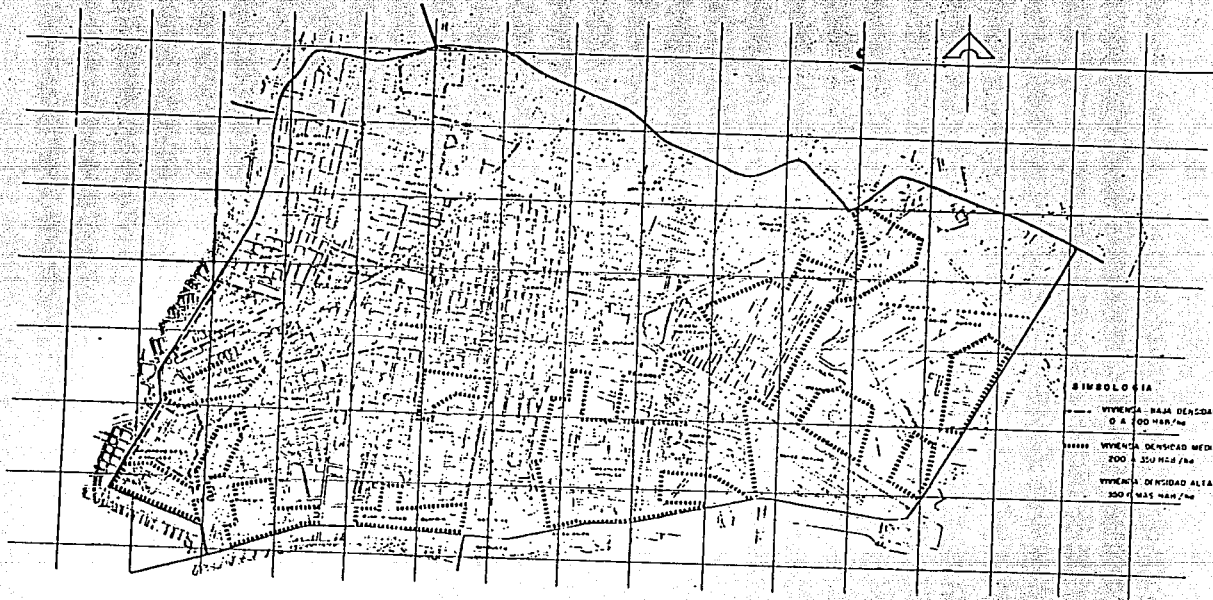 SIMBOLOGIA
VIVIENDA BAJA DENSIDA
0 A 200 HAB/ha
VIVIENDA DENSIDAD MEDI
200 A 350 HAB/ha
VIVIENDA DENSIDAD ALTA
350 O MAS HAB/ha